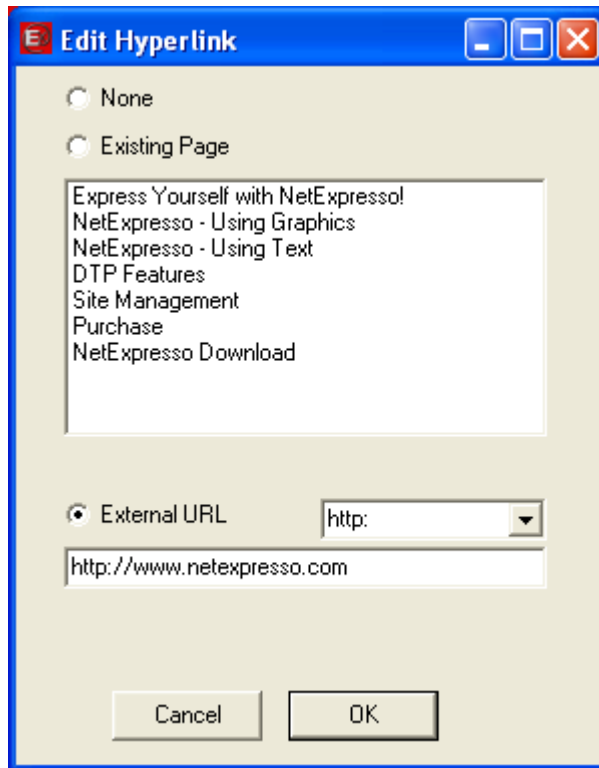 Edit Hyperlink
None
Existing Page
Express Yourself with NetExpresso!
NetExpresso - Using Graphics
NetExpresso - Using Text
DTP Features
Site Management
Purchase
NetExpresso Download
External URL http:
http://www.netexpresso.com
Cancel OK